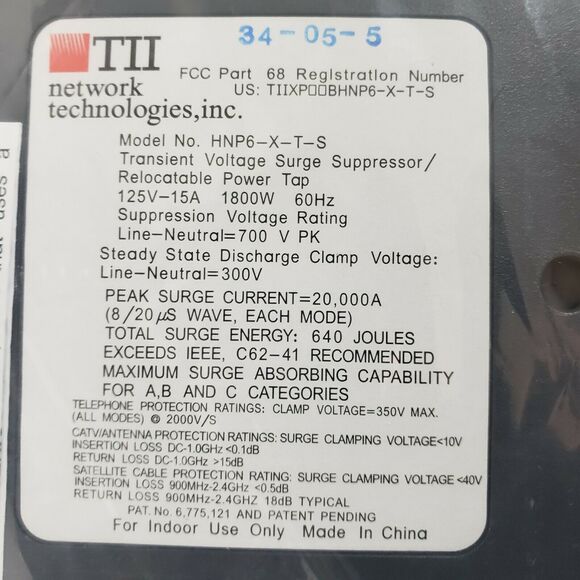 34-05-5
TII
network
technologies,inc.
FCC Part 68 Registration Number
US: TIIXP□□BHNP6-X-T-S
Model No. HNP6-X-T-S
Transient Voltage Surge Suppressor/
Relocatable Power Tap
125V-15A 1800W 60Hz
Suppression Voltage Rating
Line-Neutral=700 V PK
Steady State Discharge Clamp Voltage:
Line-Neutral=300V
PEAK SURGE CURRENT=20,000A
(8/20µS WAVE, EACH MODE)
TOTAL SURGE ENERGY: 640 JOULES
EXCEEDS IEEE, C62-41 RECOMMENDED
MAXIMUM SURGE ABSORBING CAPABILITY
FOR A,B AND C CATEGORIES
TELEPHONE PROTECTION RATINGS: CLAMP VOLTAGE=350V MAX.
(ALL MODES) @ 2000V/S
CATV/ANTENNA PROTECTION RATINGS: SURGE CLAMPING VOLTAGE<10V
INSERTION LOSS DC-1.0GHz <0.1dB
RETURN LOSS DC-1.0GHz >15dB
SATELLITE CABLE PROTECTION RATING: SURGE CLAMPING VOLTAGE <40V
INSERTION LOSS 900MHz-2.4GHZ <0.5dB
RETURN LOSS 900MHZ-2.4GHZ 18dB TYPICAL
PAT. No. 6,775,121 AND PATENT PENDING
For Indoor Use Only Made In China
uses a